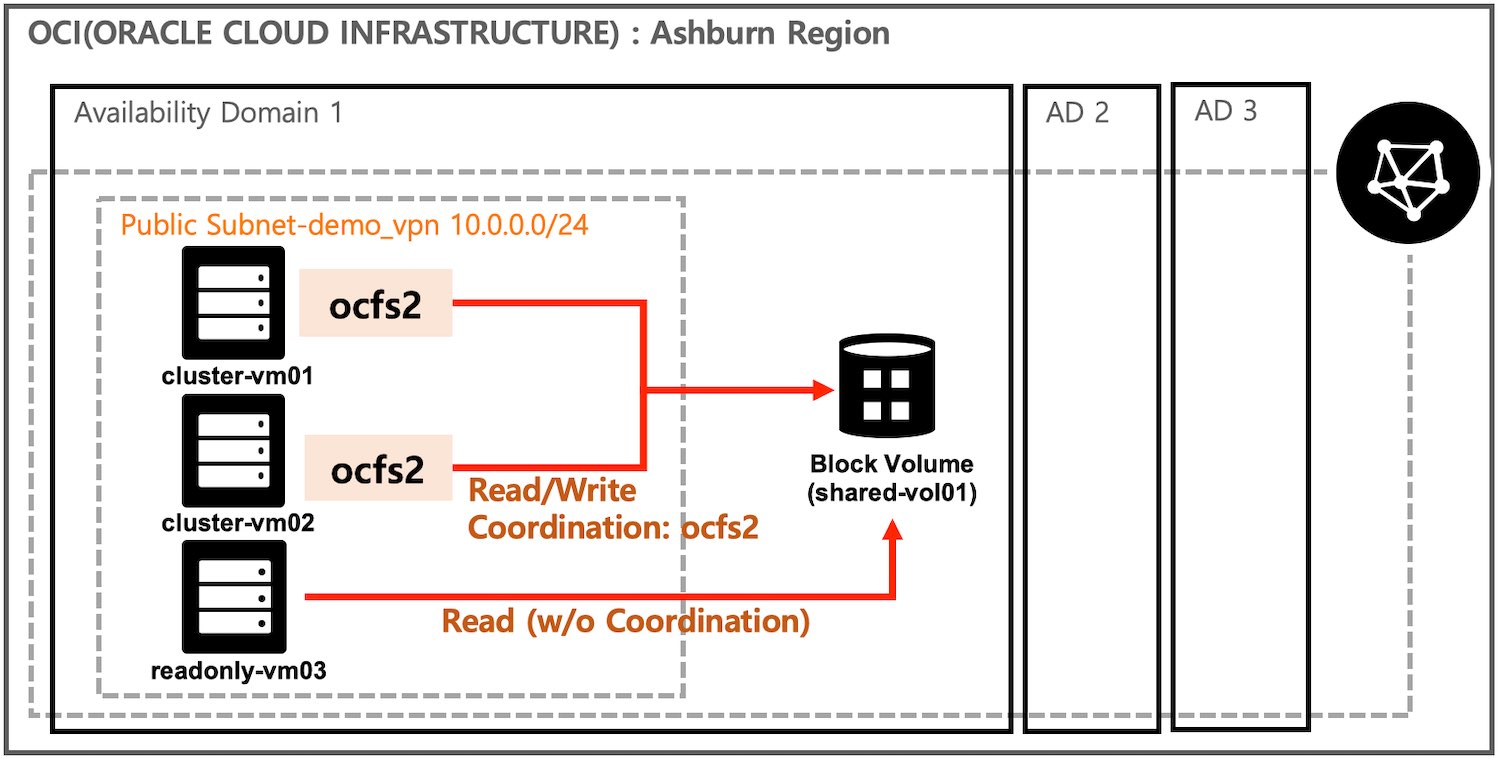 OCI(ORACLE CLOUD INFRASTRUCTURE) : Ashburn Region
Availability Domain 1
AD 2
AD 3
Public Subnet-demo_vpn 10.0.0.0/24
ocfs2
cluster-vm01
ocfs2
cluster-vm02
Read/Write
Coordination: ocfs2
Block Volume
(shared-vol01)
Read (w/o Coordination)
readonly-vm03